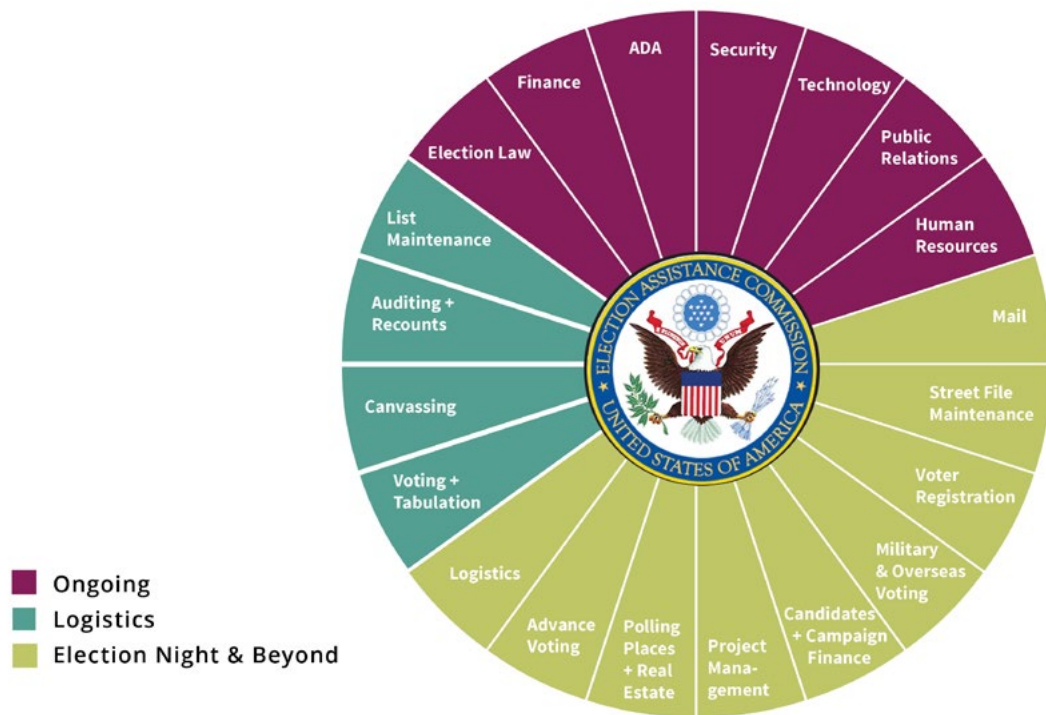 ADA
Security
Finance
Technology
Election Law
Public
Relations
List
Maintenance
Human
Resources
Auditing +
Recounts
Mail
Canvassing
Street File
Maintenance
Voting +
Tabulation
Voter
Registration
Logistics
Military
& Overseas
Voting
Advance
Voting
Polling
Places
+ Real
Estate
Project
Mana-
gement
Candidates
+ Campaign
Finance
ELECTION ASSISTANCE COMMISSION
UNITED STATES OF AMERICA
Ongoing
Logistics
Election Night & Beyond